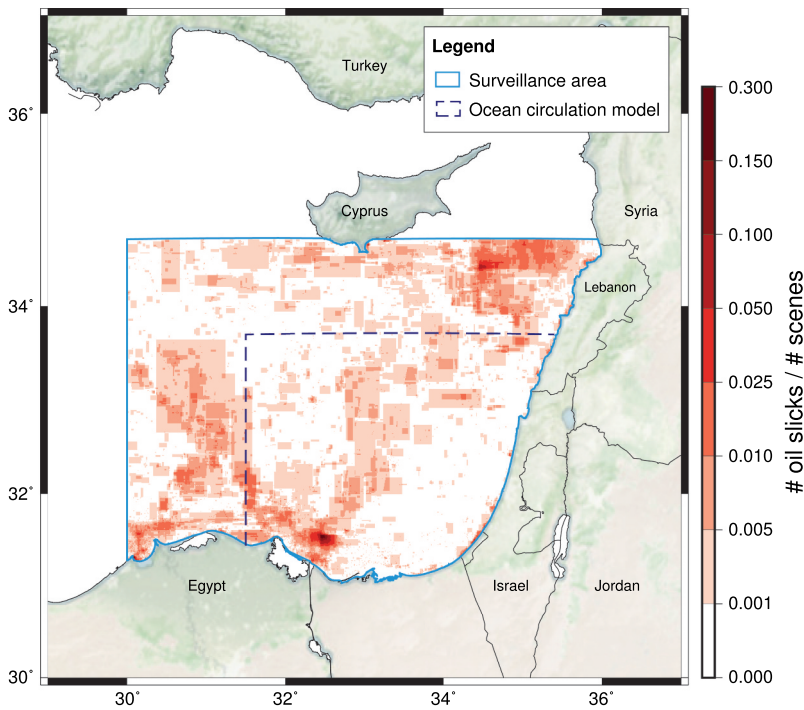 Legend
Surveillance area
Ocean circulation model
Turkey
Cyprus
Syria
Lebanon
Egypt
Israel
Jordan
36°
34°
32°
30°
30°
32°
34°
36°
0.300
0.150
0.100
0.050
0.025
0.010
0.005
0.001
0.000
# oil slicks / # scenes